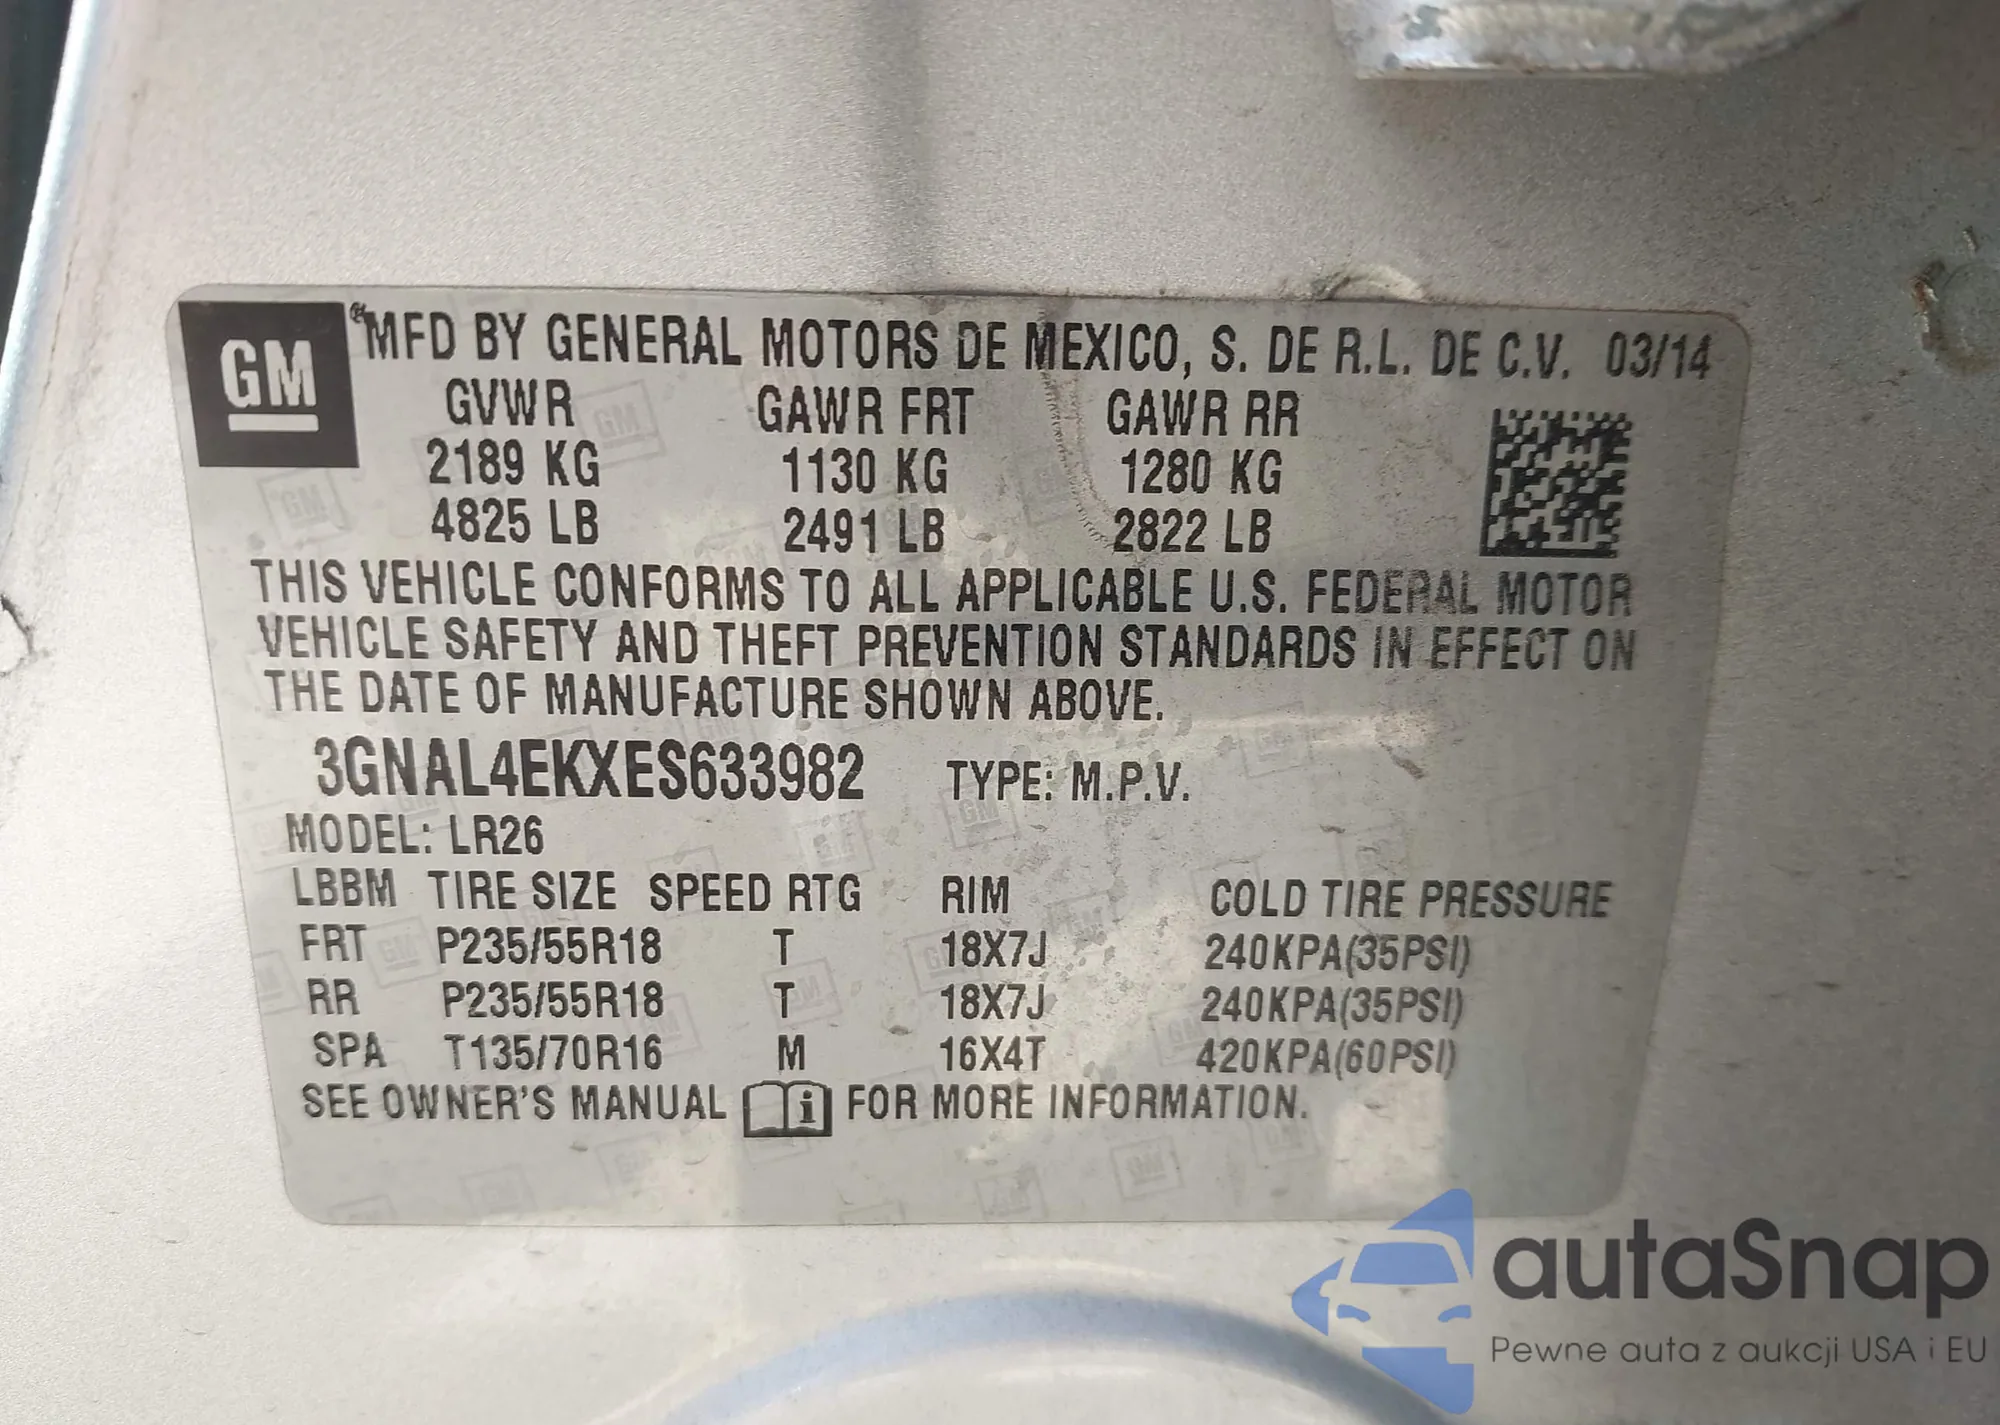 GM ® MFD BY GENERAL MOTORS DE MEXICO, S. DE R.L. DE C.V. 03/14
GVWR GAWR FRT GAWR RR
2189 KG 1130 KG 1280 KG
4825 LB 2491 LB 2822 LB
THIS VEHICLE CONFORMS TO ALL APPLICABLE U.S. FEDERAL MOTOR
VEHICLE SAFETY AND THEFT PREVENTION STANDARDS IN EFFECT ON
THE DATE OF MANUFACTURE SHOWN ABOVE.
3GNAL4EKXES633982 TYPE: M.P.V.
MODEL: LR26
LBBM TIRE SIZE SPEED RTG RIM COLD TIRE PRESSURE
FRT P235/55R18 T 18X7J 240KPA(35PSI)
RR P235/55R18 T 18X7J 240KPA(35PSI)
SPA T135/70R16 M 16X4T 420KPA(60PSI)
SEE OWNER'S MANUAL i FOR MORE INFORMATION.
autaSnap
Pewne auta z aukcji USA i EU